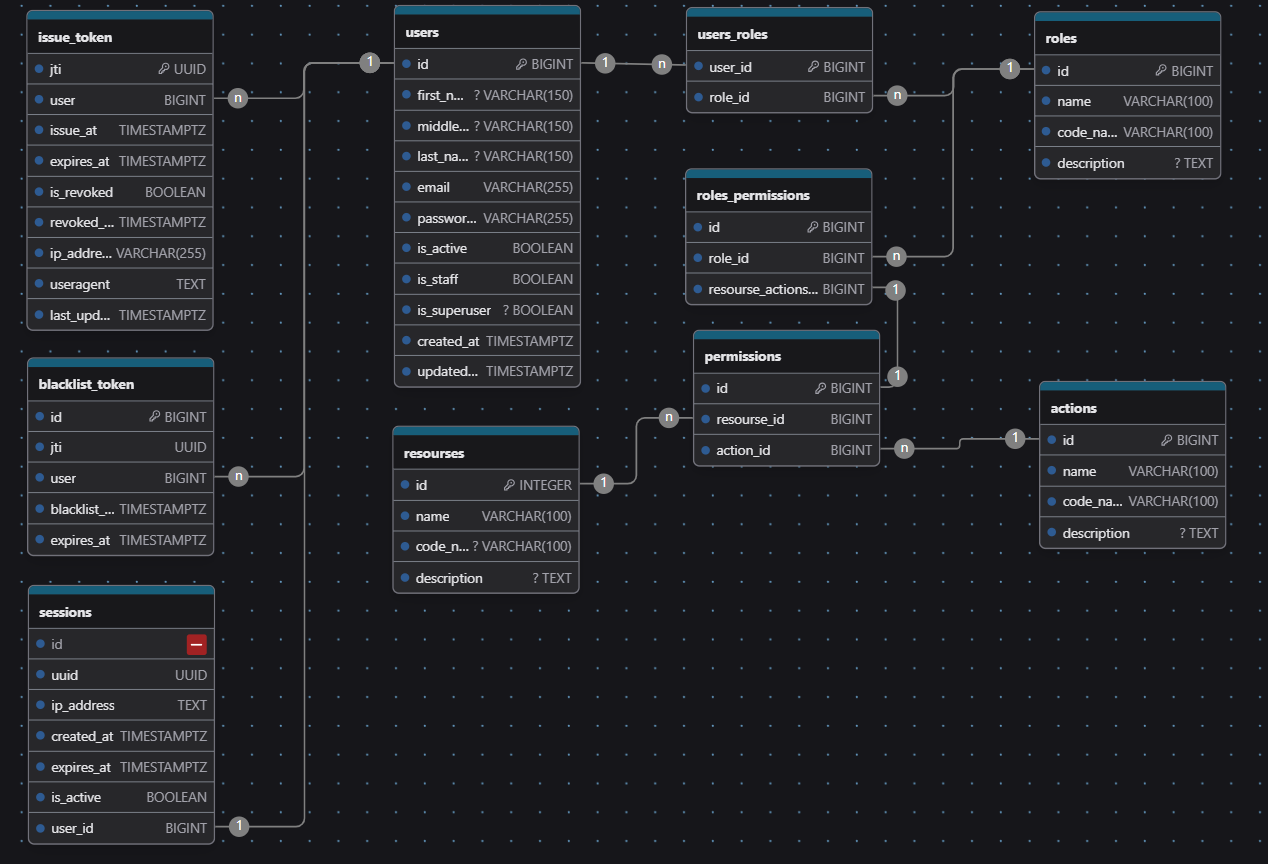 issue_token
jti UUID
user BIGINT
issue_at TIMESTAMPTZ
expires_at TIMESTAMPTZ
is_revoked BOOLEAN
revoked_... TIMESTAMPTZ
ip_addre... VARCHAR(255)
useragent TEXT
last_upd... TIMESTAMPTZ
n
blacklist_token
id BIGINT
jti UUID
user BIGINT
blacklist_... TIMESTAMPTZ
expires_at TIMESTAMPTZ
n
sessions
id
uuid UUID
ip_address TEXT
created_at TIMESTAMPTZ
expires_at TIMESTAMPTZ
is_active BOOLEAN
user_id BIGINT
1
1
users
id BIGINT
first_n... ? VARCHAR(150)
middle... ? VARCHAR(150)
last_na... ? VARCHAR(150)
email VARCHAR(255)
passwor... VARCHAR(255)
is_active BOOLEAN
is_staff BOOLEAN
is_superuser ? BOOLEAN
created_at TIMESTAMPTZ
updated... TIMESTAMPTZ
1
n
resourses
id INTEGER
name VARCHAR(100)
code_n... ? VARCHAR(100)
description ? TEXT
1
n
users_roles
user_id BIGINT
role_id BIGINT
n
1
roles_permissions
id BIGINT
role_id BIGINT
resourse_actions... BIGINT
n
1
permissions
id BIGINT
resourse_id BIGINT
action_id BIGINT
1
n
1
roles
id BIGINT
name VARCHAR(100)
code_na... VARCHAR(100)
description ? TEXT
actions
id BIGINT
name VARCHAR(100)
code_na... VARCHAR(100)
description ? TEXT